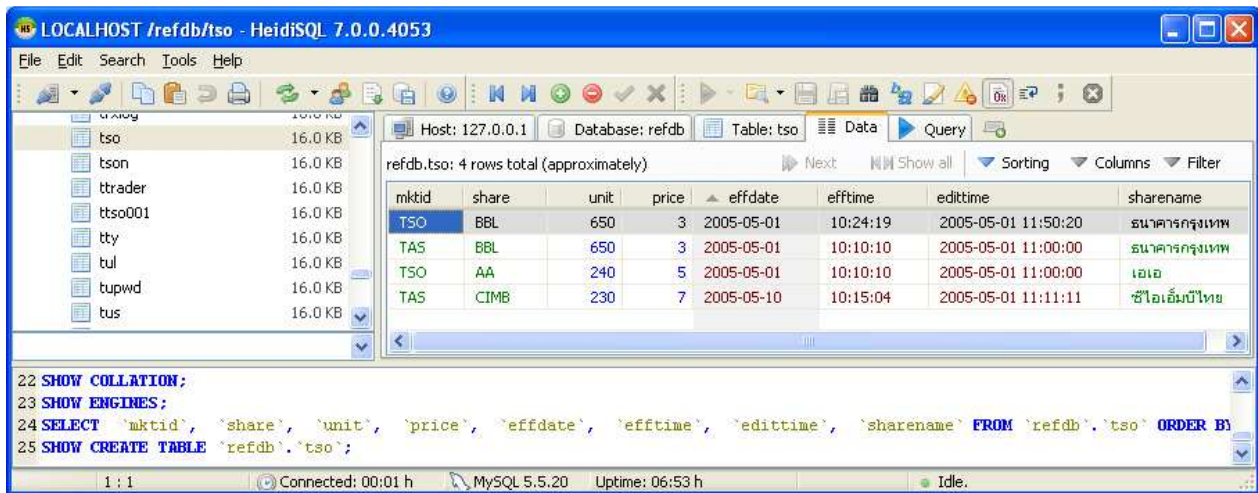 LOCALHOST /refdb/tso - HeidiSQL 7.0.0.4053
File Edit Search Tools Help
16.0 KB
tso 16.0 KB
tson 16.0 KB
ttrader 16.0 KB
ttso001 16.0 KB
tty 16.0 KB
tul 16.0 KB
tupwd 16.0 KB
tus 16.0 KB
Host: 127.0.0.1 Database: refdb Table: tso Data Query
refdb.tso: 4 rows total (approximately) Next Show all Sorting Columns Filter
mktid share unit price effdate efftime edittime sharename
TSO BBL 650 3 2005-05-01 10:24:19 2005-05-01 11:50:20 ธนาคารกรุงเทพ
TAS BBL 650 3 2005-05-01 10:10:10 2005-05-01 11:00:00 ธนาคารกรุงเทพ
TSO AA 240 5 2005-05-01 10:10:10 2005-05-01 11:00:00 เอเอ
TAS CIMB 230 7 2005-05-10 10:15:04 2005-05-01 11:11:11 ซีไอเอ็มบีไทย
22 SHOW COLLATION;
23 SHOW ENGINES;
24 SELECT `mktid`, `share`, `unit`, `price`, `effdate`, `efftime`, `edittime`, `sharename` FROM `refdb`.`tso` ORDER BY
25 SHOW CREATE TABLE `refdb`.`tso`;
1 : 1 Connected: 00:01 h MySQL 5.5.20 Uptime: 06:53 h Idle.